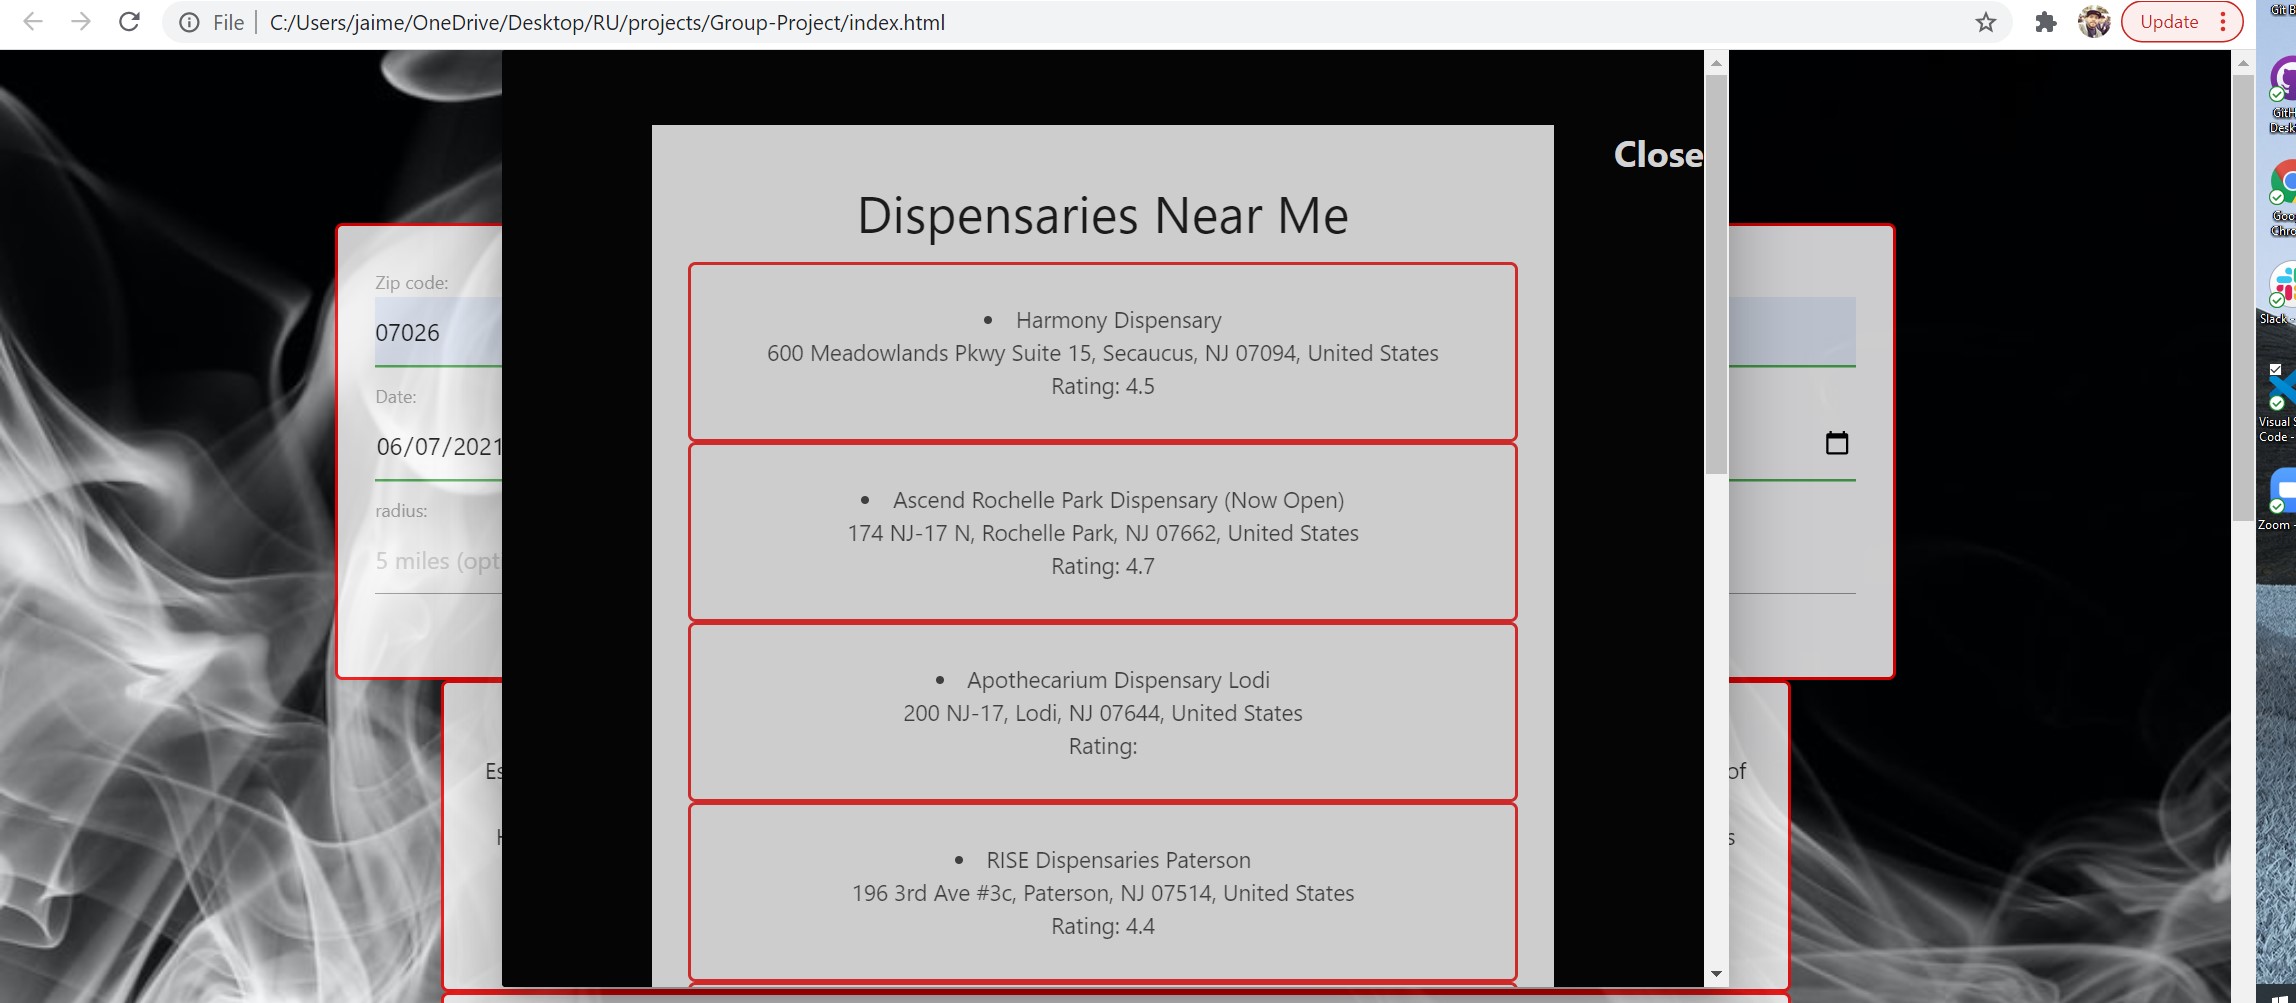 File
C:/Users/jaime/OneDrive/Desktop/RU/projects/Group-Project/index.html
Update
Close
Dispensaries Near Me
Zip code:
07026
Date:
06/07/2021
radius:
5 miles (opt
• Harmony Dispensary
600 Meadowlands Pkwy Suite 15, Secaucus, NJ 07094, United States
Rating: 4.5
• Ascend Rochelle Park Dispensary (Now Open)
174 NJ-17 N, Rochelle Park, NJ 07662, United States
Rating: 4.7
• Apothecarium Dispensary Lodi
200 NJ-17, Lodi, NJ 07644, United States
Rating:
• RISE Dispensaries Paterson
196 3rd Ave #3c, Paterson, NJ 07514, United States
Rating: 4.4
Es
of
H
s
Git B
GitH
Desk
Goo
Chro
Slack -
Visual S
Code -
Zoom -